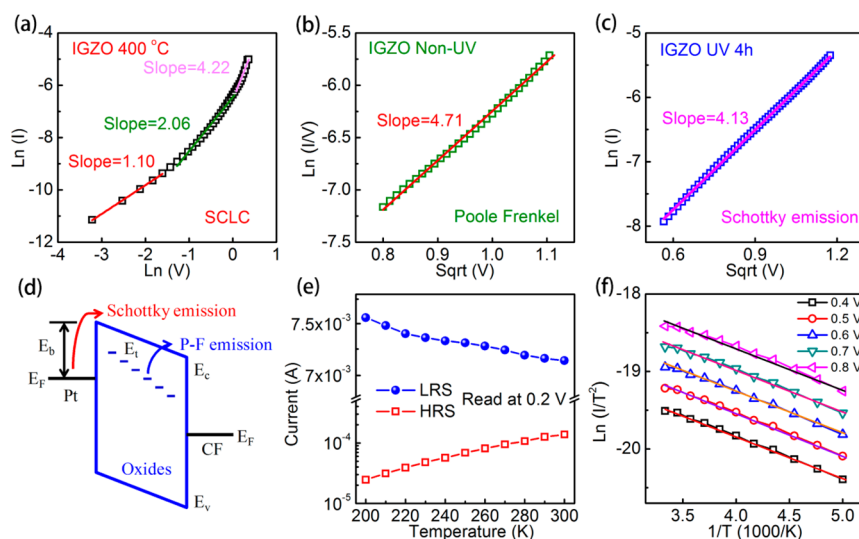 (a)
IGZO 400 °C
Slope=4.22
Slope=2.06
Slope=1.10
SCLC
Ln (I)
-4
-6
-8
-10
-12
-4 -3 -2 -1 0 1
Ln (V)
(b)
IGZO Non-UV
Slope=4.71
Poole Frenkel
Ln (I/V)
-5.5
-6.0
-6.5
-7.0
-7.5
0.8 0.9 1.0 1.1
Sqrt (V)
(c)
IGZO UV 4h
Slope=4.13
Schottky emission
Ln (I)
-5
-6
-7
-8
0.6 0.9 1.2
Sqrt (V)
(d)
Schottky emission
P-F emission
Eb
Et
Ec
EF
Pt
EF
CF
Oxides
Ev
(e)
Current (A)
7.5x10⁻³
7x10⁻³
10⁻⁴
10⁻⁵
LRS
HRS
Read at 0.2 V
200 220 240 260 280 300
Temperature (K)
(f)
Ln (I/T²)
-18
-19
-20
0.4 V
0.5 V
0.6 V
0.7 V
0.8 V
3.5 4.0 4.5 5.0
1/T (1000/K)